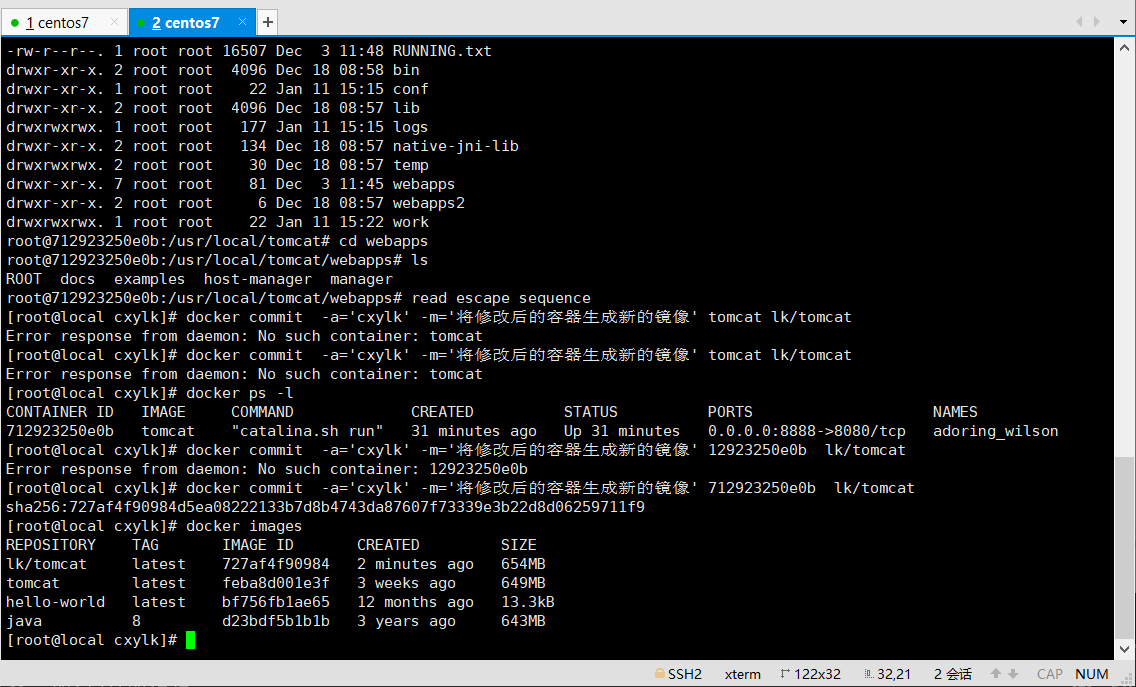 1 centos7 × 2 centos7 × +
-rw-r--r--. 1 root root 16507 Dec  3 11:48 RUNNING.txt
drwxr-xr-x. 2 root root  4096 Dec 18 08:58 bin
drwxr-xr-x. 1 root root    22 Jan 11 15:15 conf
drwxr-xr-x. 2 root root  4096 Dec 18 08:57 lib
drwxrwxrwx. 1 root root   177 Jan 11 15:15 logs
drwxr-xr-x. 2 root root   134 Dec 18 08:57 native-jni-lib
drwxrwxrwx. 2 root root    30 Dec 18 08:57 temp
drwxr-xr-x. 7 root root    81 Dec  3 11:45 webapps
drwxr-xr-x. 2 root root     6 Dec 18 08:57 webapps2
drwxrwxrwx. 1 root root    22 Jan 11 15:22 work
root@712923250e0b:/usr/local/tomcat# cd webapps
root@712923250e0b:/usr/local/tomcat/webapps# ls
ROOT  docs  examples  host-manager  manager
root@712923250e0b:/usr/local/tomcat/webapps# read escape sequence
[root@local cxylk]# docker commit  -a='cxylk' -m='将修改后的容器生成新的镜像' tomcat lk/tomcat
Error response from daemon: No such container: tomcat
[root@local cxylk]# docker commit  -a='cxylk' -m='将修改后的容器生成新的镜像' tomcat lk/tomcat
Error response from daemon: No such container: tomcat
[root@local cxylk]# docker ps -l
CONTAINER ID   IMAGE     COMMAND             CREATED          STATUS          PORTS                    NAMES
712923250e0b   tomcat    "catalina.sh run"   31 minutes ago   Up 31 minutes   0.0.0.0:8888->8080/tcp   adoring_wilson
[root@local cxylk]# docker commit  -a='cxylk' -m='将修改后的容器生成新的镜像' 12923250e0b  lk/tomcat
Error response from daemon: No such container: 12923250e0b
[root@local cxylk]# docker commit  -a='cxylk' -m='将修改后的容器生成新的镜像' 712923250e0b  lk/tomcat
sha256:727af4f90984d5ea08222133b7d8b4743da87607f73339e3b22d8d06259711f9
[root@local cxylk]# docker images
REPOSITORY    TAG       IMAGE ID       CREATED         SIZE
lk/tomcat     latest    727af4f90984   2 minutes ago   654MB
tomcat        latest    feba8d001e3f   3 weeks ago     649MB
hello-world   latest    bf756fb1ae65   12 months ago   13.3kB
java          8         d23bdf5b1b1b   3 years ago     643MB
[root@local cxylk]#
SSH2 xterm 122x32 32,21 2 会话 CAP NUM